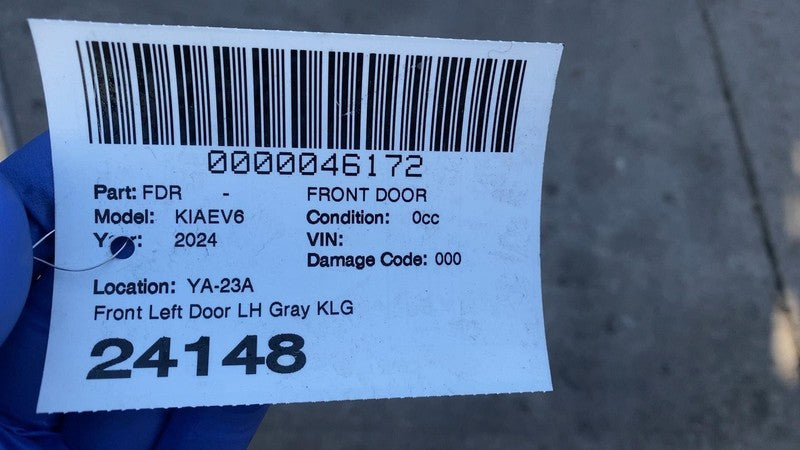 0000046172
Part: FDR - FRONT DOOR
Model: KIAEV6 Condition: 0cc
Year: 2024 VIN:
Damage Code: 000
Location: YA-23A
Front Left Door LH Gray KLG
24148